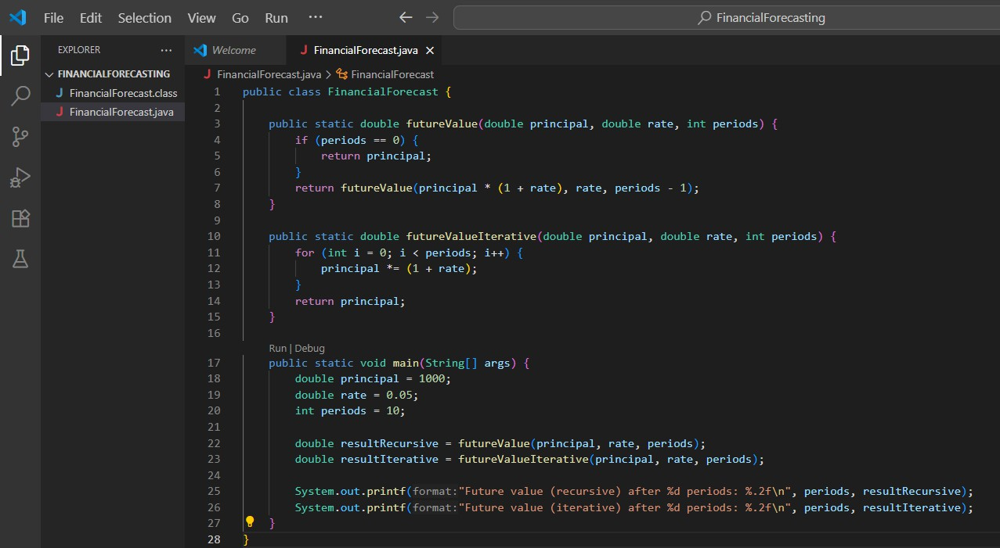 File Edit Selection View Go Run ··· ← → FinancialForecasting
EXPLORER ···
FINANCIALFORECASTING
FinancialForecast.class
FinancialForecast.java
Welcome FinancialForecast.java ×
FinancialForecast.java > FinancialForecast
1 public class FinancialForecast {
2
3     public static double futureValue(double principal, double rate, int periods) {
4         if (periods == 0) {
5             return principal;
6         }
7         return futureValue(principal * (1 + rate), rate, periods - 1);
8     }
9
10     public static double futureValueIterative(double principal, double rate, int periods) {
11         for (int i = 0; i < periods; i++) {
12             principal *= (1 + rate);
13         }
14         return principal;
15     }
16
Run | Debug
17     public static void main(String[] args) {
18         double principal = 1000;
19         double rate = 0.05;
20         int periods = 10;
21
22         double resultRecursive = futureValue(principal, rate, periods);
23         double resultIterative = futureValueIterative(principal, rate, periods);
24
25         System.out.printf(format:"Future value (recursive) after %d periods: %.2f\n", periods, resultRecursive);
26         System.out.printf(format:"Future value (iterative) after %d periods: %.2f\n", periods, resultIterative);
27     }
28 }